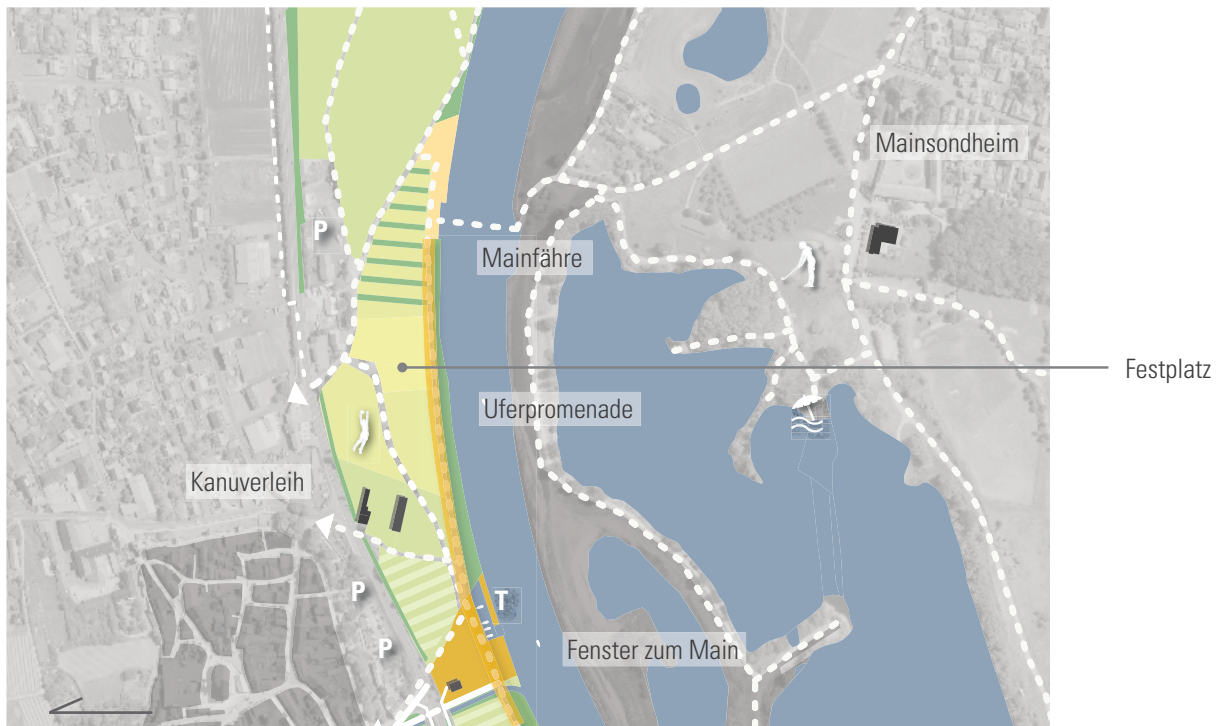 Mainsondheim
P
Mainfähre
Festplatz
Uferpromenade
Kanuverleih
P
T
P
Fenster zum Main